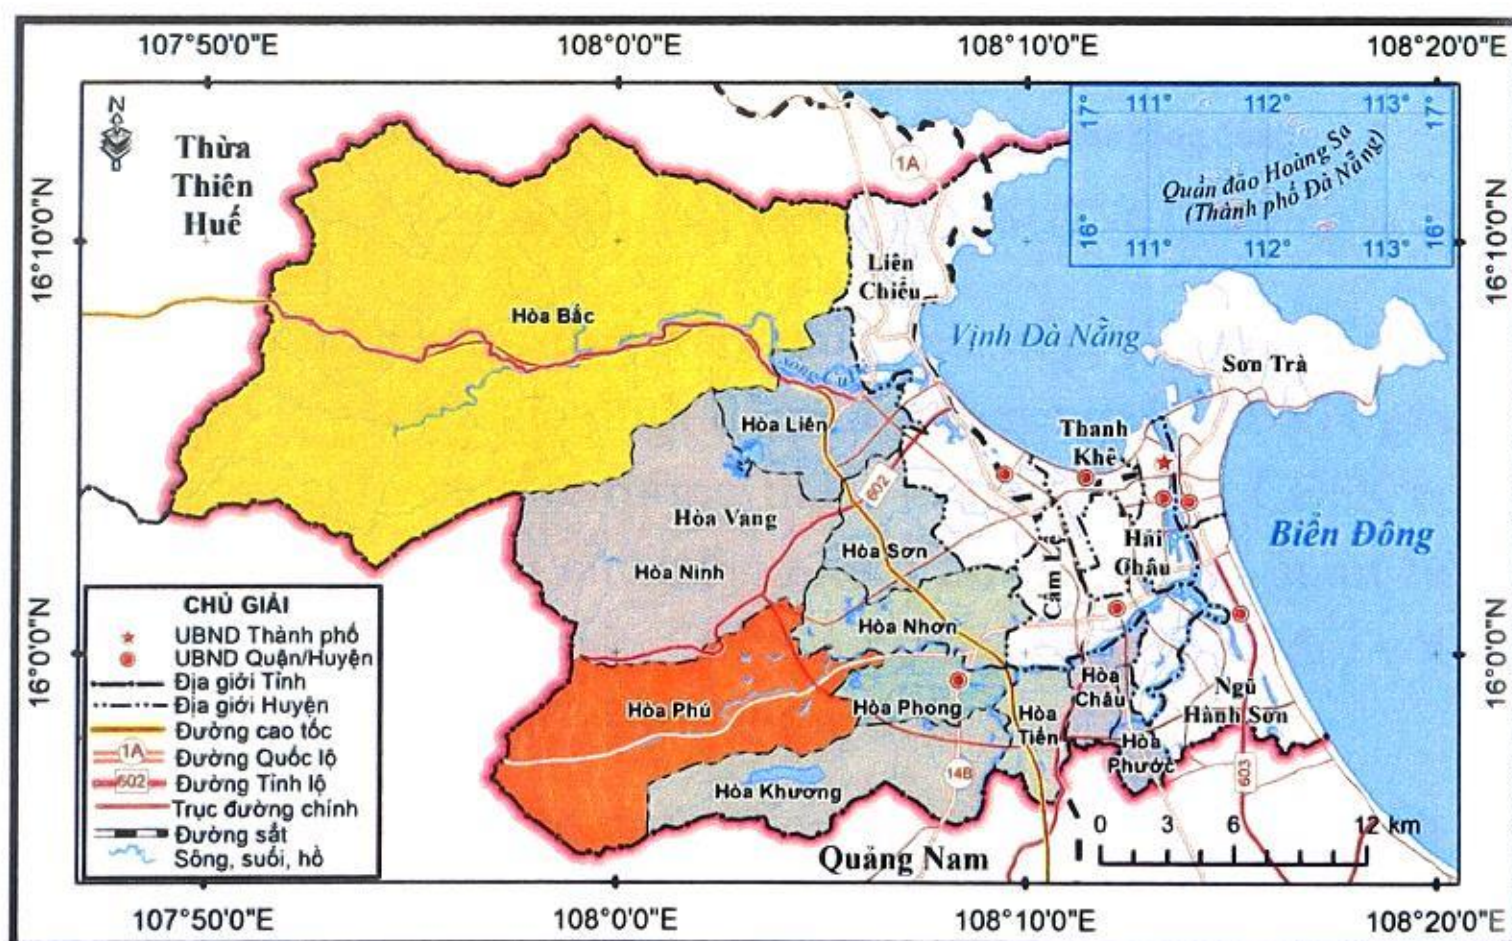 107°50'0"E 108°0'0"E 108°10'0"E 108°20'0"E
16°10'0"N
16°0'0"N
N
Thừa
Thiên
Huế
1A
17° 111° 112° 113° 17°
Quần đảo Hoàng Sa
(Thành phố Đà Nẵng)
16° 111° 112° 113° 16°
16°10'0"N
16°0'0"N
Liên
Chiểu
Hòa Bắc
Vịnh Đà Nẵng
Sơn Trà
sông Cu Đê
Hòa Liên
Thanh
Khê
602
Hòa Vang
Hòa Sơn
Hải
Châu
Biển Đông
Hòa Ninh
Cẩm Lệ
Hòa Nhơn
Hòa
Châu
Hòa Phú
Hòa Phong
Hòa
Tiến
Ngũ
Hành Sơn
Hòa
Phước
Hòa Khương
14B
603
Quảng Nam
0 3 6 12 km
CHÚ GIẢI
UBND Thành phố
UBND Quận/Huyện
Địa giới Tỉnh
Địa giới Huyện
Đường cao tốc
1A Đường Quốc lộ
602 Đường Tỉnh lộ
Trục đường chính
Đường sắt
Sông, suối, hồ
107°50'0"E 108°0'0"E 108°10'0"E 108°20'0"E